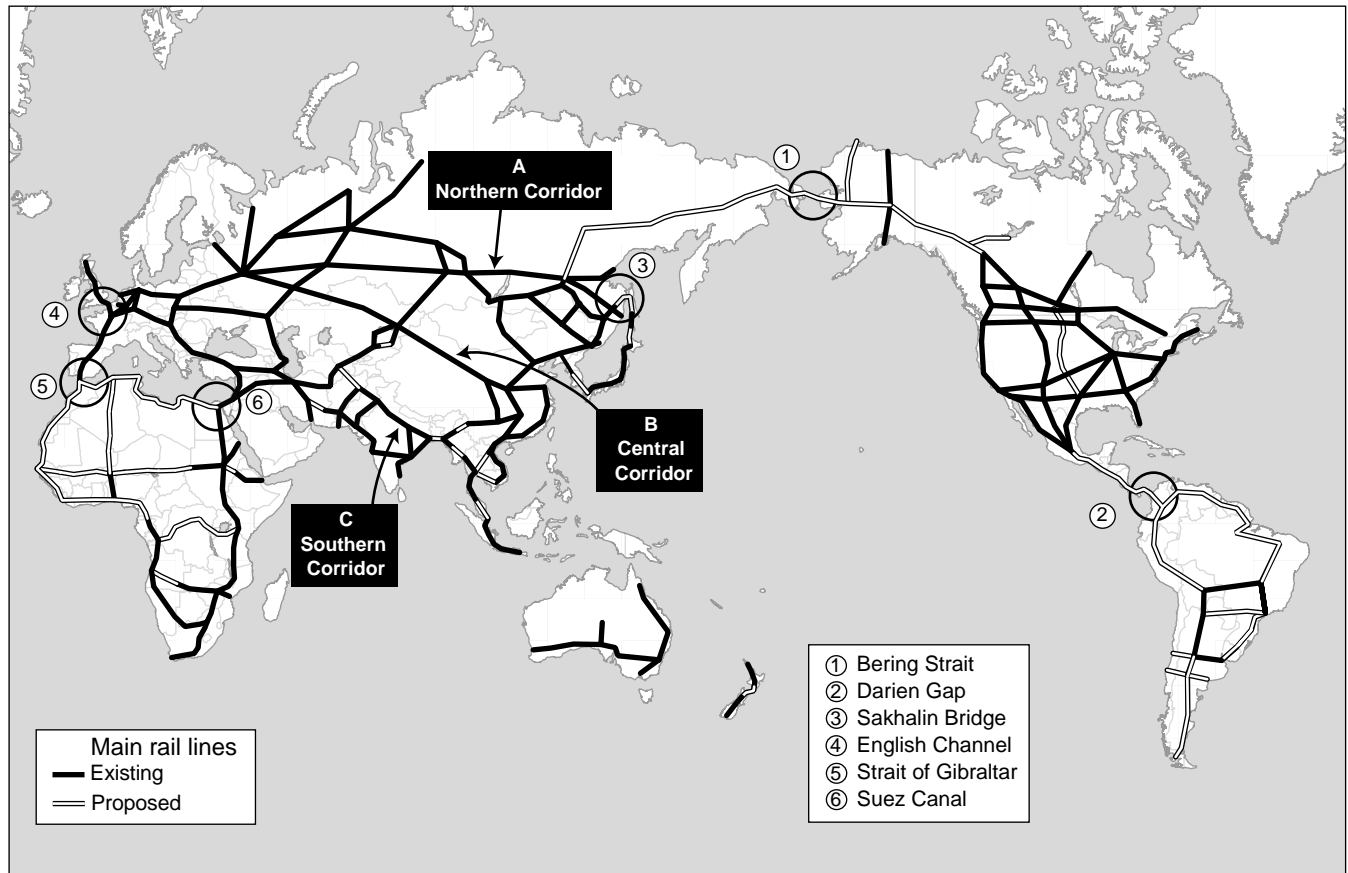 1
A
Northern Corridor
3
4
5
6
B
Central
Corridor
2
C
Southern
Corridor
1 Bering Strait
2 Darien Gap
3 Sakhalin Bridge
4 English Channel
5 Strait of Gibraltar
6 Suez Canal
Main rail lines
Existing
Proposed